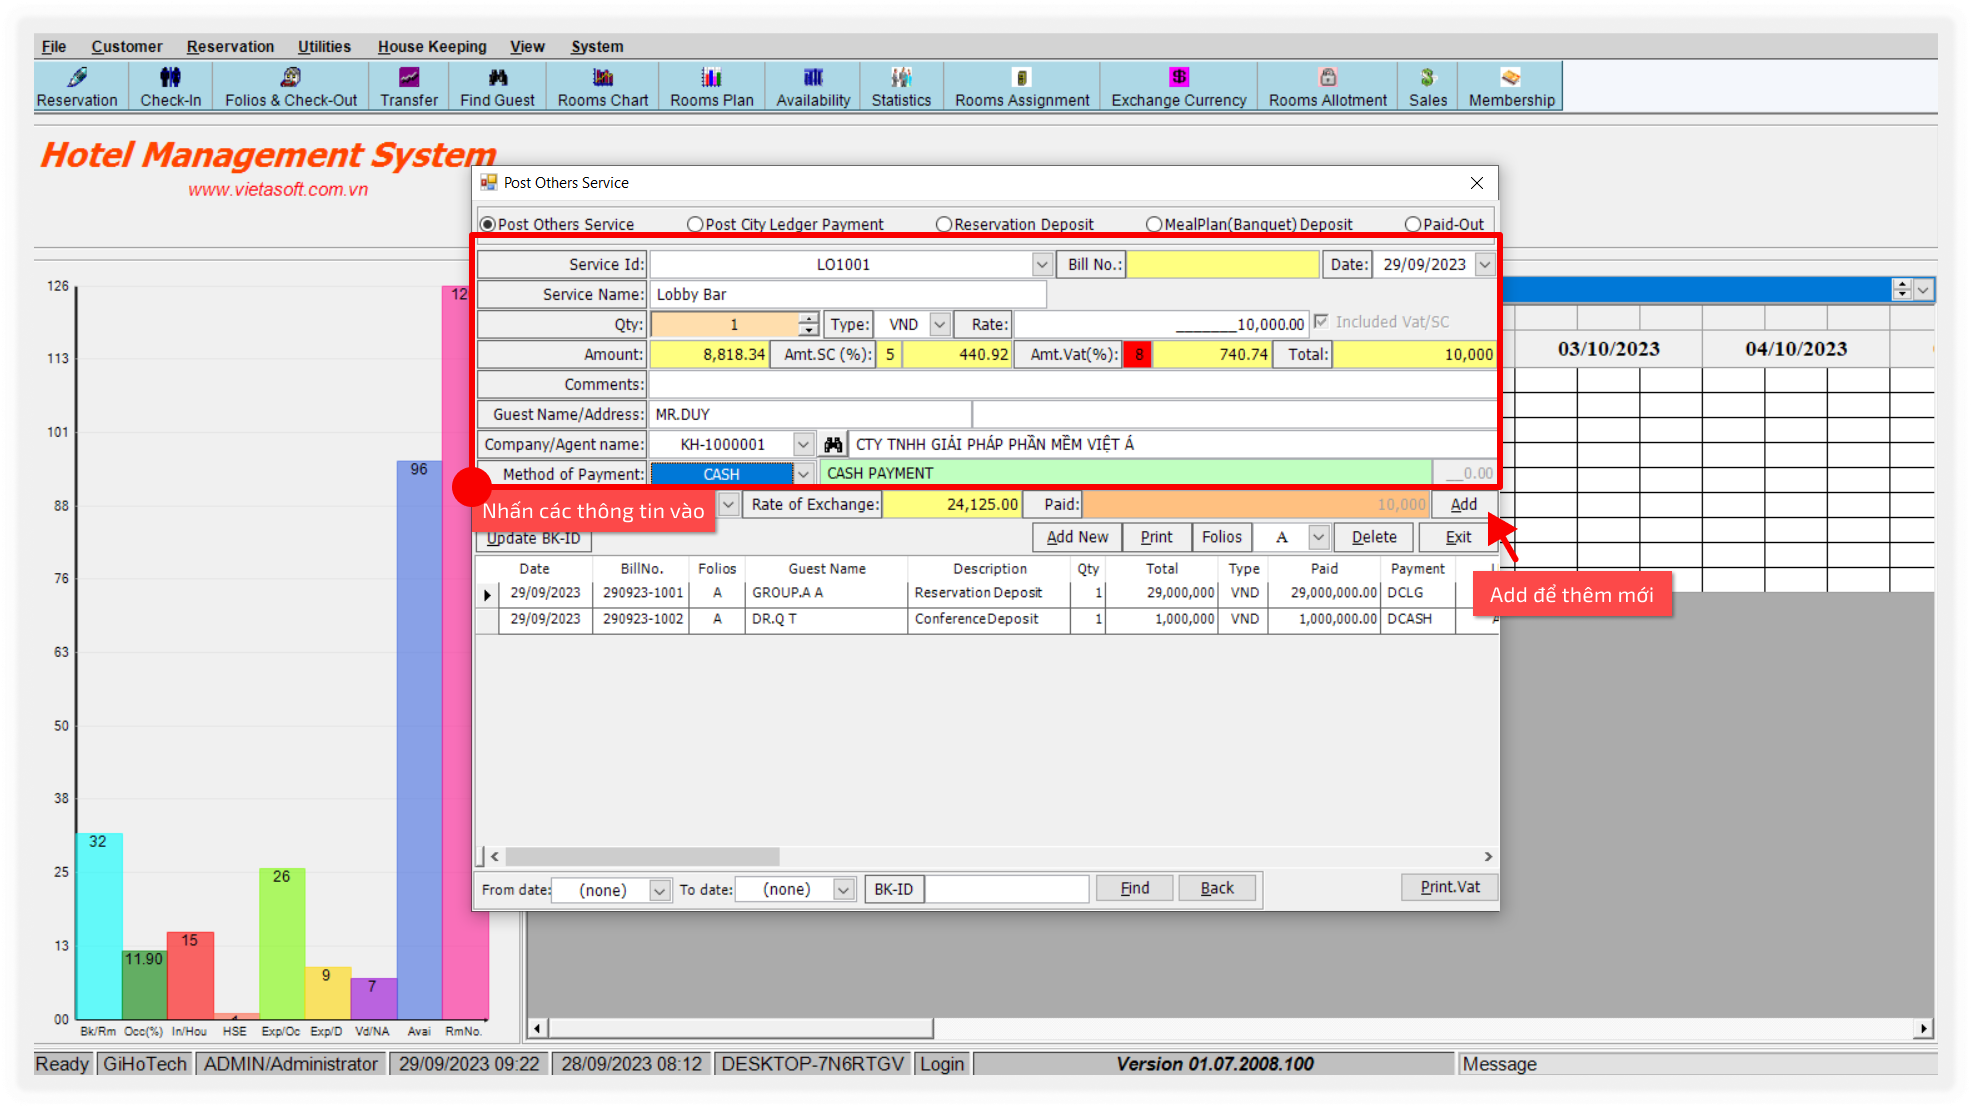 File Customer Reservation Utilities House Keeping View System
Reservation Check-In Folios & Check-Out Transfer Find Guest Rooms Chart Rooms Plan Availability Statistics Rooms Assignment Exchange Currency Rooms Allotment Sales Membership
Hotel Management System
www.vietasoft.com.vn
Post Others Service
Post Others Service Post City Ledger Payment Reservation Deposit MealPlan(Banquet) Deposit Paid-Out
Service Id: LO1001 Bill No.: Date: 29/09/2023
Service Name: Lobby Bar
Qty: 1 Type: VND Rate: _______10,000.00 Included Vat/SC
Amount: 8,818.34 Amt.SC (%): 5 440.92 Amt.Vat(%): 8 740.74 Total: 10,000
Comments:
Guest Name/Address: MR.DUY
Company/Agent name: KH-1000001 CTY TNHH GIẢI PHÁP PHẦN MỀM VIỆT Á
Method of Payment: CASH CASH PAYMENT __0.00
Nhấn các thông tin vào Rate of Exchange: 24,125.00 Paid: 10,000 Add
Update BK-ID Add New Print Folios A Delete Exit
Date BillNo. Folios Guest Name Description Qty Total Type Paid Payment
29/09/2023 290923-1001 A GROUP.A A Reservation Deposit 1 29,000,000 VND 29,000,000.00 DCLG
29/09/2023 290923-1002 A DR.Q T Conference Deposit 1 1,000,000 VND 1,000,000.00 DCASH
Add để thêm mới
From date: (none) To date: (none) BK-ID Find Back Print.Vat
03/10/2023 04/10/2023
126
113
101
88
76
63
50
38
25
13
00
32 11.90 15 26 9 7 96 12
Bk/Rm Occ(%) In/Hou HSE Exp/Oc Exp/D Vd/NA Avai RmNo.
Ready GiHoTech ADMIN/Administrator 29/09/2023 09:22 28/09/2023 08:12 DESKTOP-7N6RTGV Login Version 01.07.2008.100 Message